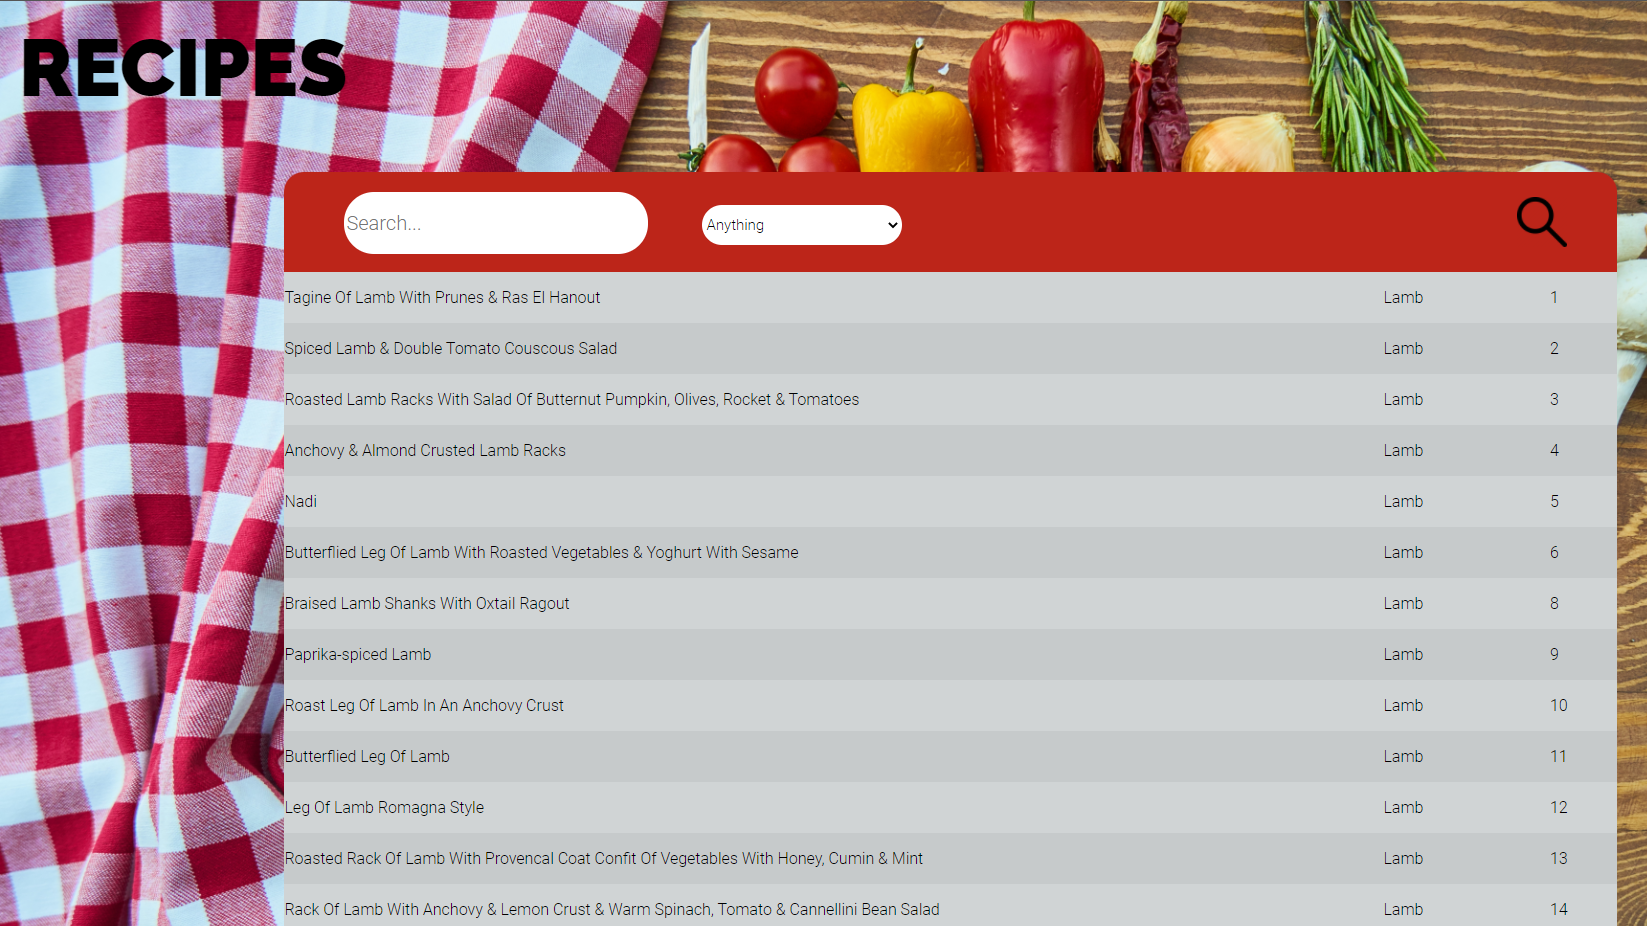 RECIPES
Search...
Anything
Tagine Of Lamb With Prunes & Ras El Hanout Lamb 1
Spiced Lamb & Double Tomato Couscous Salad Lamb 2
Roasted Lamb Racks With Salad Of Butternut Pumpkin, Olives, Rocket & Tomatoes Lamb 3
Anchovy & Almond Crusted Lamb Racks Lamb 4
Nadi Lamb 5
Butterflied Leg Of Lamb With Roasted Vegetables & Yoghurt With Sesame Lamb 6
Braised Lamb Shanks With Oxtail Ragout Lamb 8
Paprika-spiced Lamb Lamb 9
Roast Leg Of Lamb In An Anchovy Crust Lamb 10
Butterflied Leg Of Lamb Lamb 11
Leg Of Lamb Romagna Style Lamb 12
Roasted Rack Of Lamb With Provencal Coat Confit Of Vegetables With Honey, Cumin & Mint Lamb 13
Rack Of Lamb With Anchovy & Lemon Crust & Warm Spinach, Tomato & Cannellini Bean Salad Lamb 14